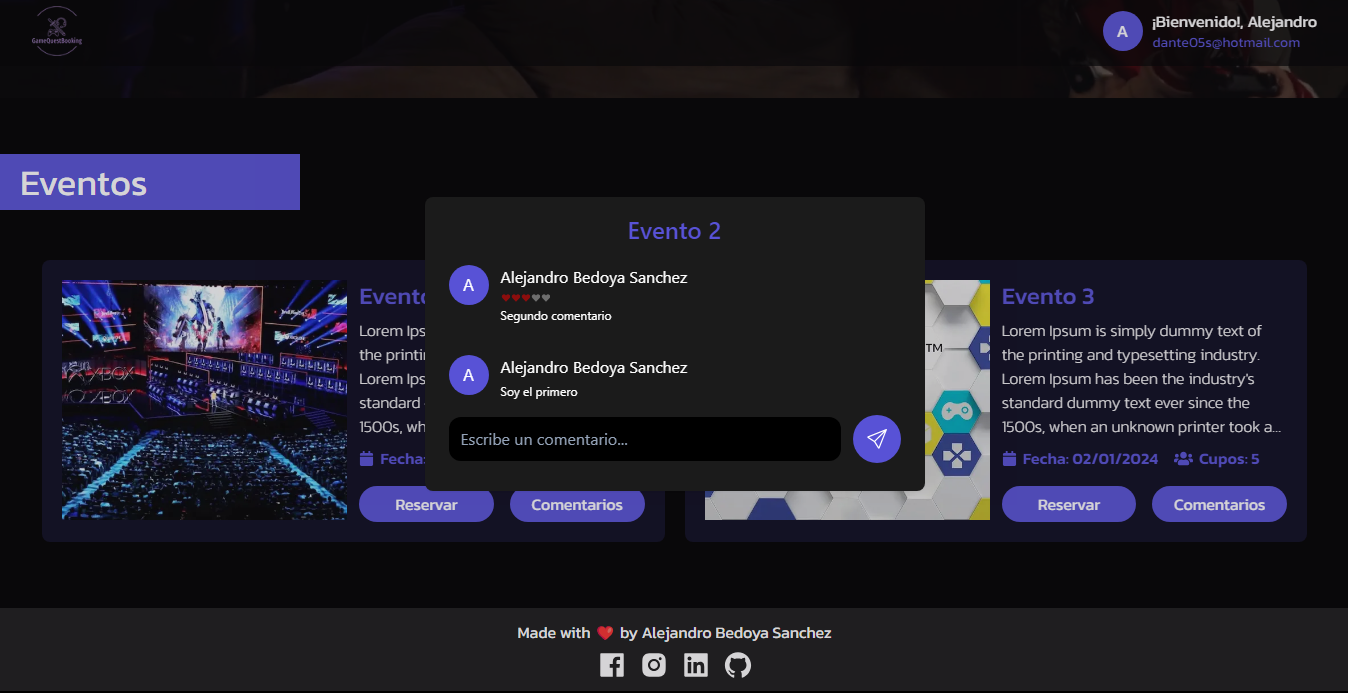 GameQuestBooking
A
¡Bienvenido!, Alejandro
dante05s@hotmail.com
Eventos
Evento 2
A
Alejandro Bedoya Sanchez
Segundo comentario
A
Alejandro Bedoya Sanchez
Soy el primero
Escribe un comentario...
XBOX
Evento
Lorem Ips
the printi
Lorem Ips
standard
1500s, wh
Fecha:
Reservar
Comentarios
TM
Evento 3
Lorem Ipsum is simply dummy text of
the printing and typesetting industry.
Lorem Ipsum has been the industry's
standard dummy text ever since the
1500s, when an unknown printer took a...
Fecha: 02/01/2024
Cupos: 5
Reservar
Comentarios
Made with ❤️ by Alejandro Bedoya Sanchez